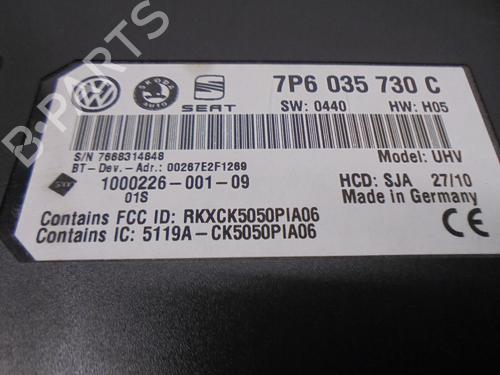 SKODA
AUTO
SEAT
7P6 035 730 C
SW: 0440 HW: H05
S/N 7668314848
Model: UHV
BT-Dev.-Adr.: 00267E2F1269
1000226-001-09
HCD: SJA 27/10
01S
Made in Germany
Contains FCC ID: RKXCK5050PIA06
Contains IC: 5119A-CK5050PIA06
B-PARTS